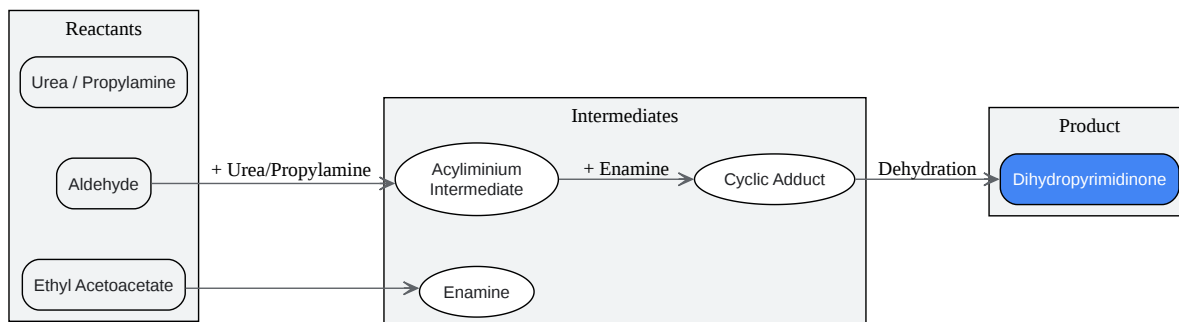 Reactants
Urea / Propylamine
Aldehyde
Ethyl Acetoacetate
+ Urea/Propylamine
Intermediates
Acyliminium
Intermediate
+ Enamine
Cyclic Adduct
Enamine
Dehydration
Product
Dihydropyrimidinone